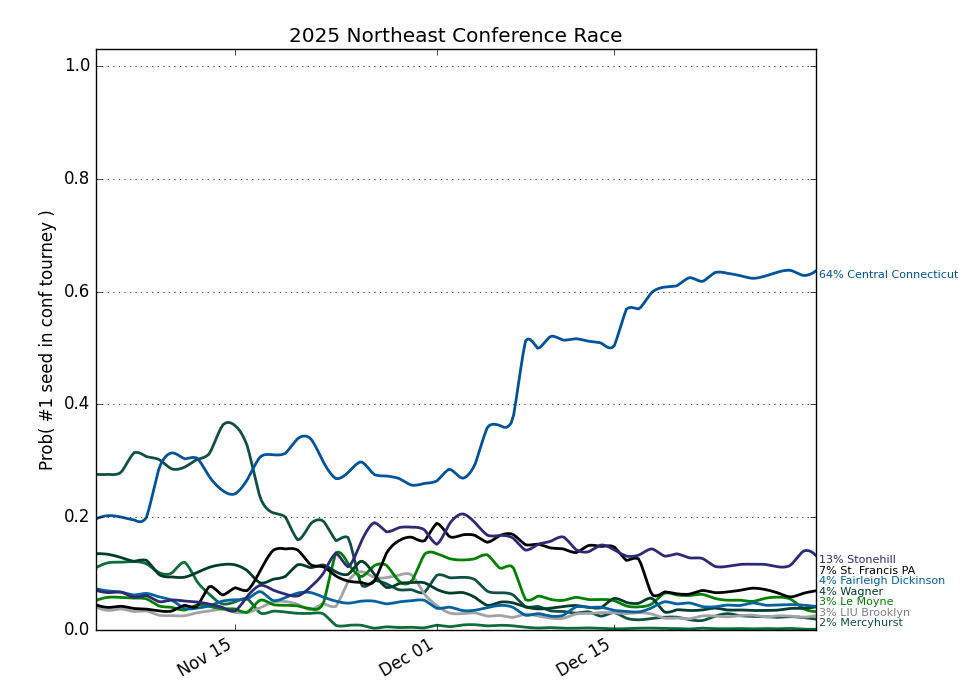 2025 Northeast Conference Race
Prob( #1 seed in conf tourney )
1.0
0.8
0.6
0.4
0.2
0.0
Nov 15
Dec 01
Dec 15
64% Central Connecticut
13% Stonehill
7% St. Francis PA
4% Fairleigh Dickinson
4% Wagner
3% Le Moyne
3% LIU Brooklyn
2% Mercyhurst